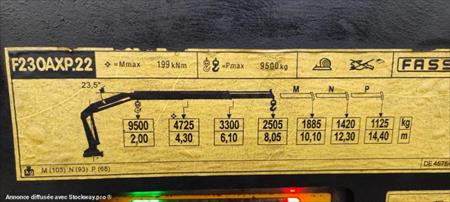 F230AXP.22 Mmax 199 kNm =Pmax 9500 kg FASS
23,5° M N P
9500 4725 3300 2505 1885 1420 1125 kg
2,00 4,30 6,10 8,05 10,10 12,30 14,40 m
M (103) N (93) P (68)
Annonce diffusée avec Stockway.pro ®